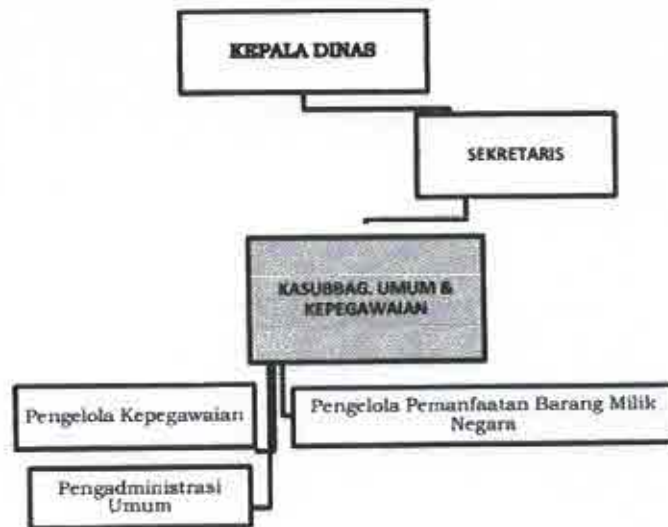 KEPALA DINAS
SEKRETARIS
KASUBBAG. UMUM &
KEPEGAWAIAN
Pengelola Kepegawaian
Pengelola Pemanfaatan Barang Milik
Negara
Pengadministrasi
Umum